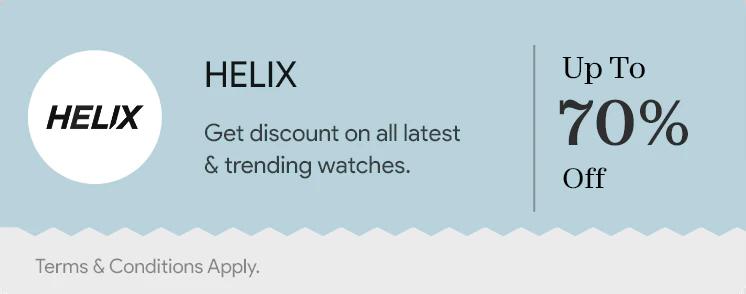 HELIX
HELIX
Get discount on all latest
& trending watches.
Up To
70%
Off
Terms & Conditions Apply.